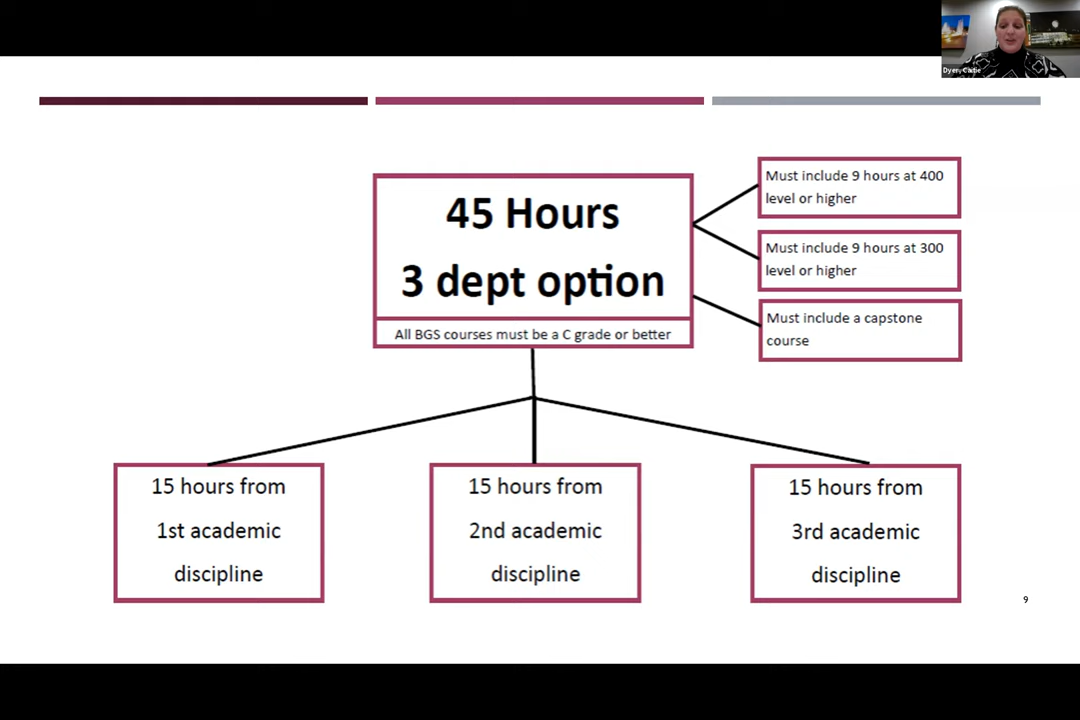 Dyer, Caitie
45 Hours
3 dept option
All BGS courses must be a C grade or better
Must include 9 hours at 400
level or higher
Must include 9 hours at 300
level or higher
Must include a capstone
course
15 hours from
1st academic
discipline
15 hours from
2nd academic
discipline
15 hours from
3rd academic
discipline
9